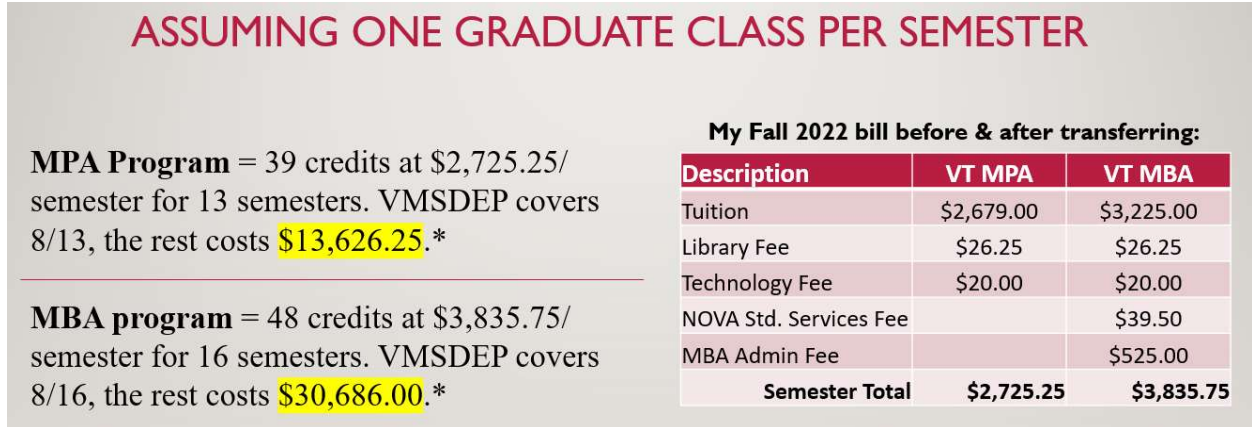 ASSUMING ONE GRADUATE CLASS PER SEMESTER
MPA Program = 39 credits at $2,725.25/
semester for 13 semesters. VMSDEP covers
8/13, the rest costs $13,626.25.*
MBA program = 48 credits at $3,835.75/
semester for 16 semesters. VMSDEP covers
8/16, the rest costs $30,686.00.*
My Fall 2022 bill before & after transferring:
Description VT MPA VT MBA
Tuition $2,679.00 $3,225.00
Library Fee $26.25 $26.25
Technology Fee $20.00 $20.00
NOVA Std. Services Fee $39.50
MBA Admin Fee $525.00
Semester Total $2,725.25 $3,835.75